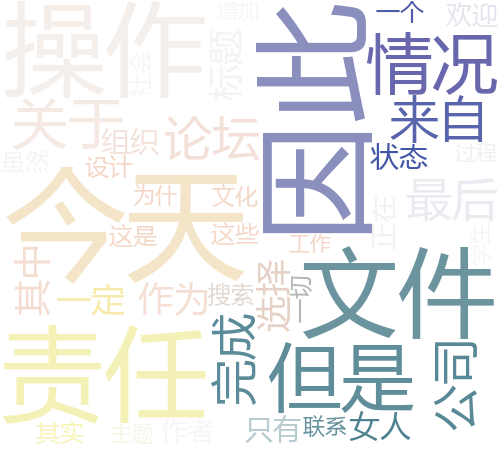 增加
一个
欢迎
操作
因此
标题
社会
情况
来自
关于
论坛
组织
状态
过程
虽然
设计
今天
为什
文化
最后
正在
学生
这是
这些
工作
其中
一定
作为
搜索
选择
一切
文件
责任
完成
但是
公司
其实
主题
作者
只有
联系
女人